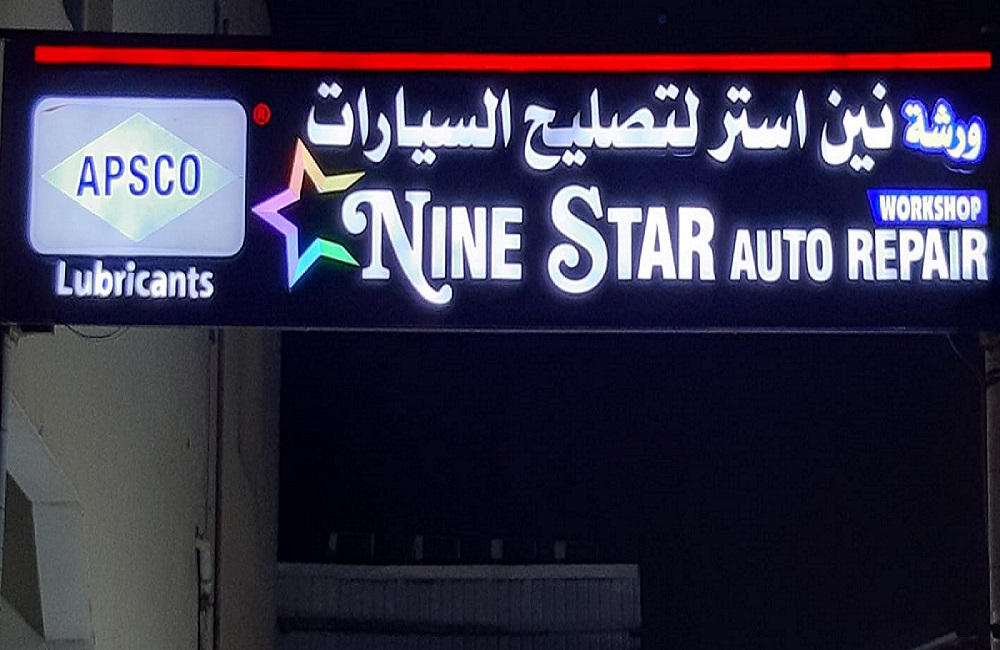 ورشة نين استر لتصليح السيارات
APSCO
®
Lubricants
WORKSHOP
NINE STAR AUTO REPAIR